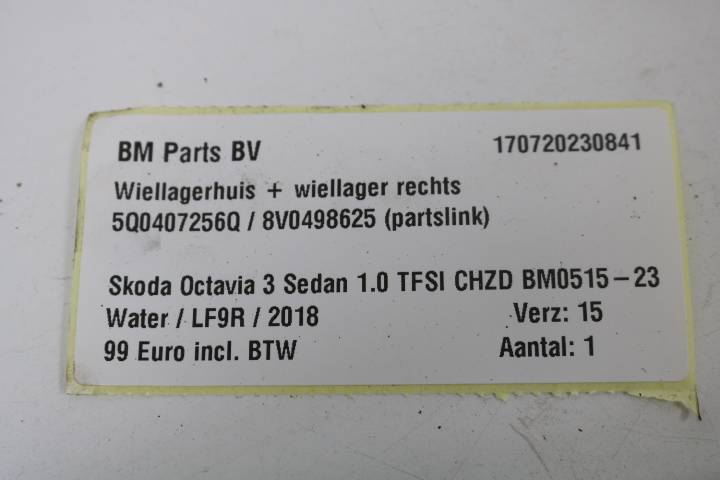 BM Parts BV 170720230841
Wiellagerhuis + wiellager rechts
5Q0407256Q / 8V0498625 (partslink)
Skoda Octavia 3 Sedan 1.0 TFSI CHZD BM0515-23
Water / LF9R / 2018 Verz: 15
99 Euro incl. BTW Aantal: 1